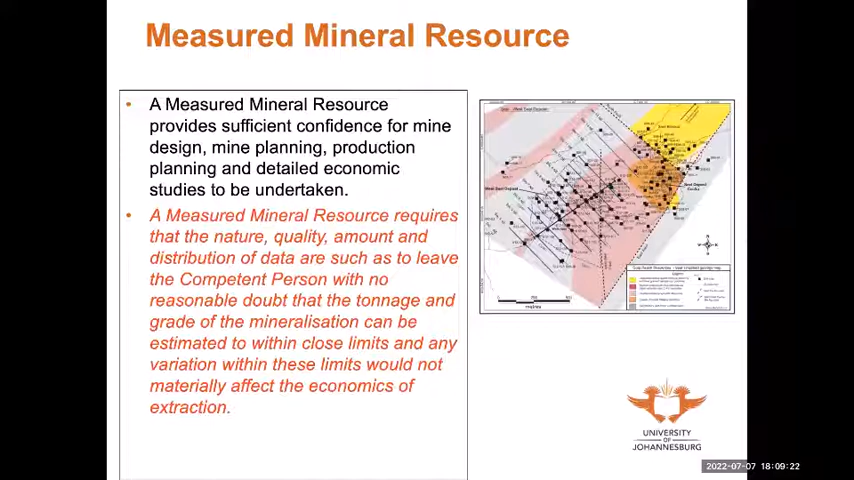 Measured Mineral Resource
• A Measured Mineral Resource
provides sufficient confidence for mine
design, mine planning, production
planning and detailed economic
studies to be undertaken.
• A Measured Mineral Resource requires
that the nature, quality, amount and
distribution of data are such as to leave
the Competent Person with no
reasonable doubt that the tonnage and
grade of the mineralisation can be
estimated to within close limits and any
variation within these limits would not
materially affect the economics of
extraction.
UNIVERSITY
OF
JOHANNESBURG
2022-07-07 18:09:22